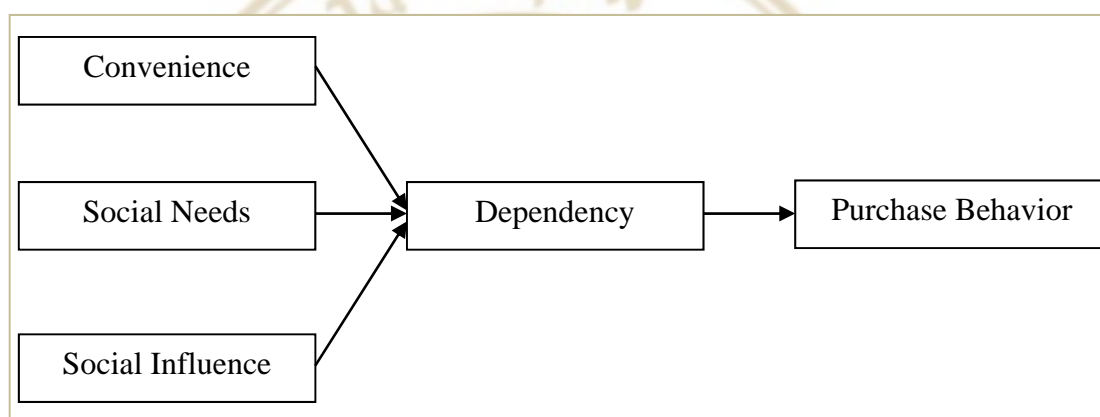 Convenience
Social Needs
Dependency
Purchase Behavior
Social Influence